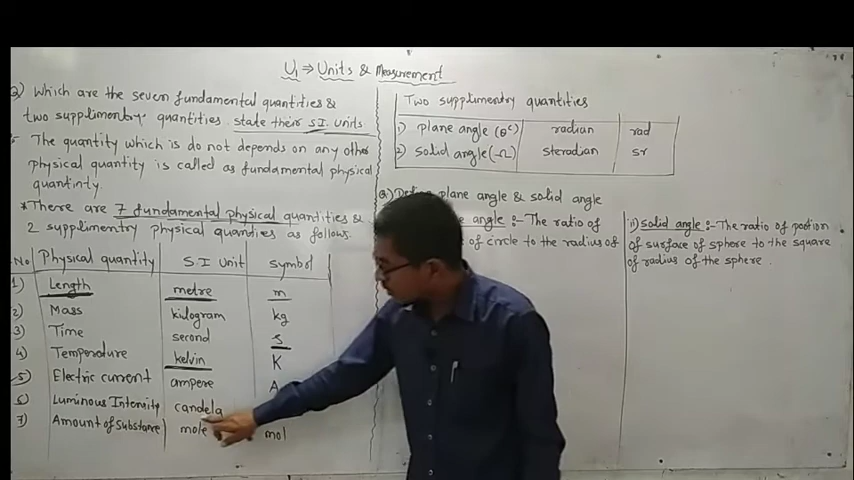 U1 ⇒ Units & Measurement
Q) Which are the seven fundamental quantities &
two supplimentry quantities. state their S.I. Units
:- The quantity which is do not depends on any other
physical quantity is called as fundamental physical
quantinty.
*There are 7 fundamental physical quantities &
2 supplimentry physical quantities as follows.
No Physical quantity SI Unit symbol
1) Length metre m
2) Mass kilogram kg
3) Time second s
4) Temperature kelvin K
5) Electric current ampere A
6) Luminous Intensity candela
7) Amount of Substance mole mol
Two supplimentry quantities
1) plane angle (θc) radian rad
2) solid angle (Ω) steradian sr
Q) Define plane angle & solid angle
angle :- The ratio of
of circle to the radius of
ii) solid angle :- The ratio of postion
of surface of sphere to the square
of radius of the sphere.